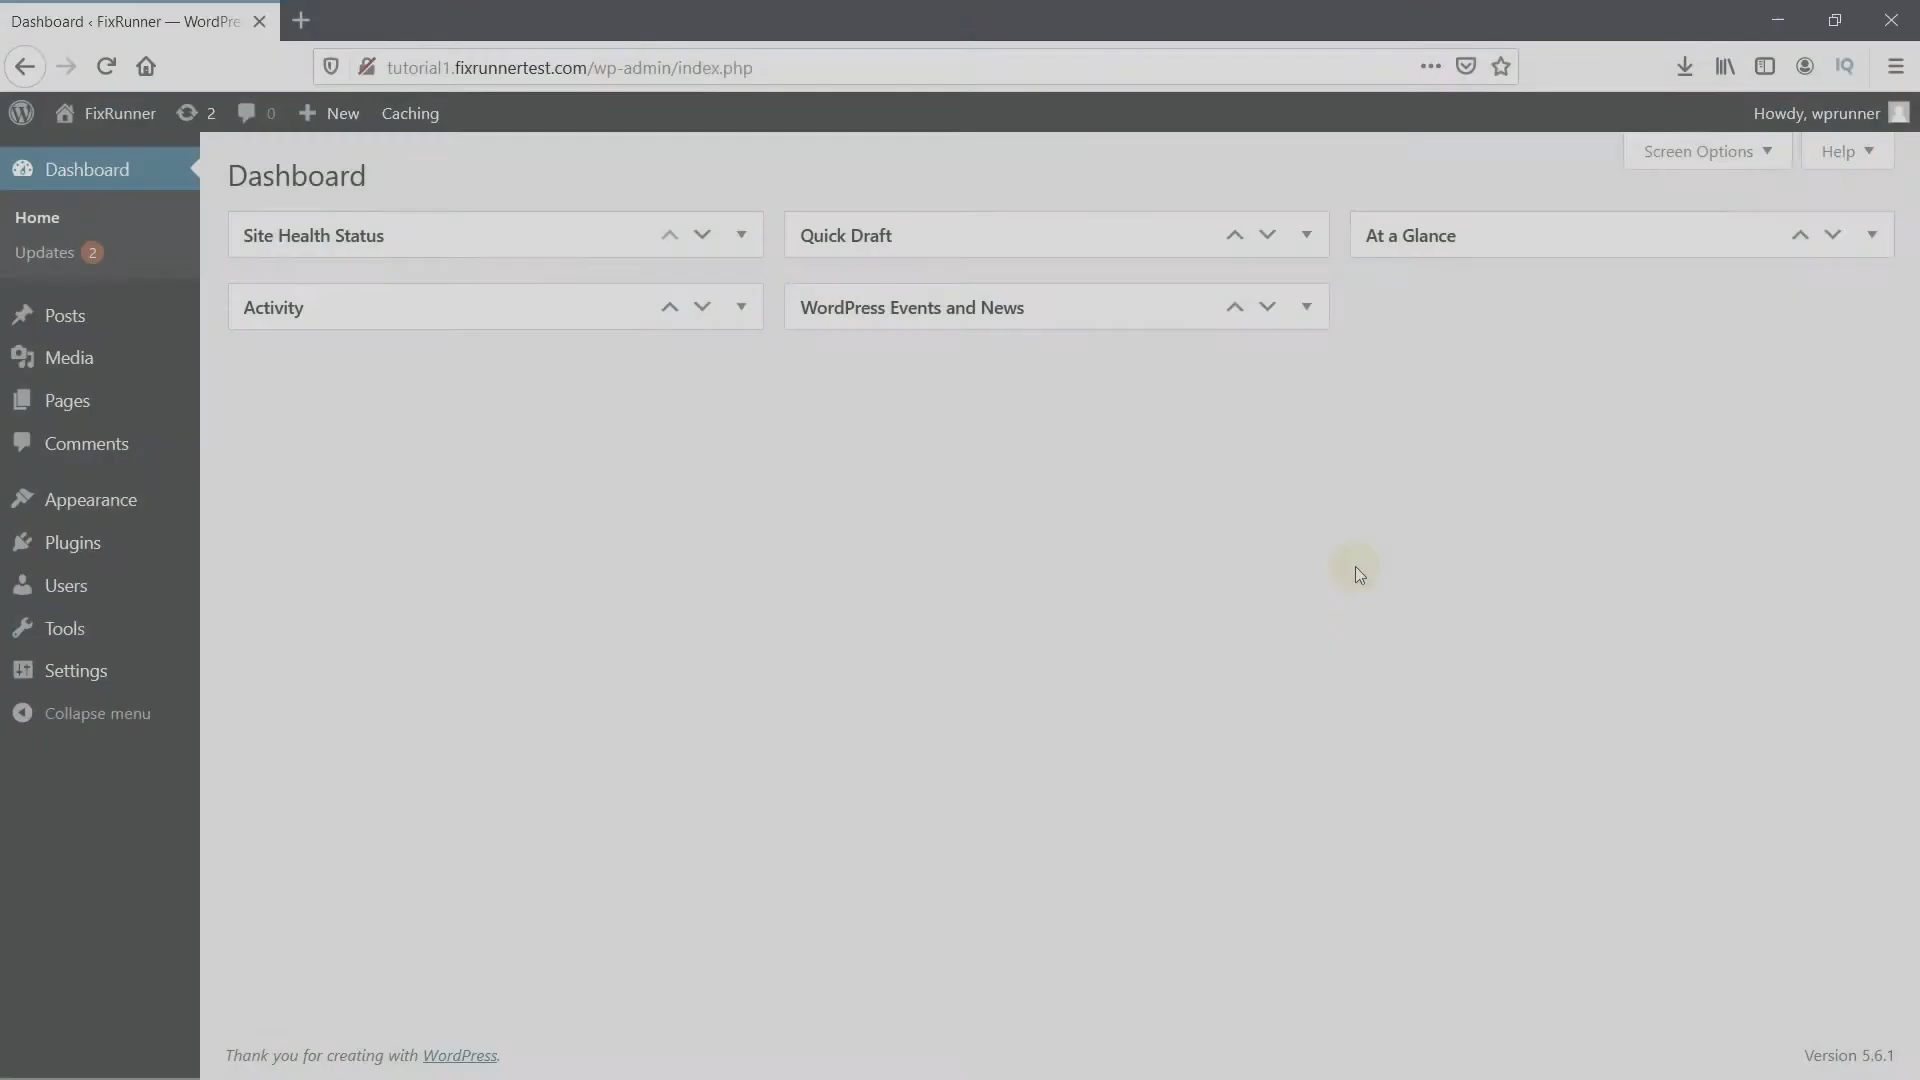 Dashboard ‹ FixRunner — WordPre
tutorial1.fixrunnertest.com/wp-admin/index.php
FixRunner 2 0 New Caching Howdy, wprunner
Dashboard
Home
Updates 2
Posts
Media
Pages
Comments
Appearance
Plugins
Users
Tools
Settings
Collapse menu
Screen Options Help
Dashboard
Site Health Status Quick Draft At a Glance
Activity WordPress Events and News
Thank you for creating with WordPress. Version 5.6.1